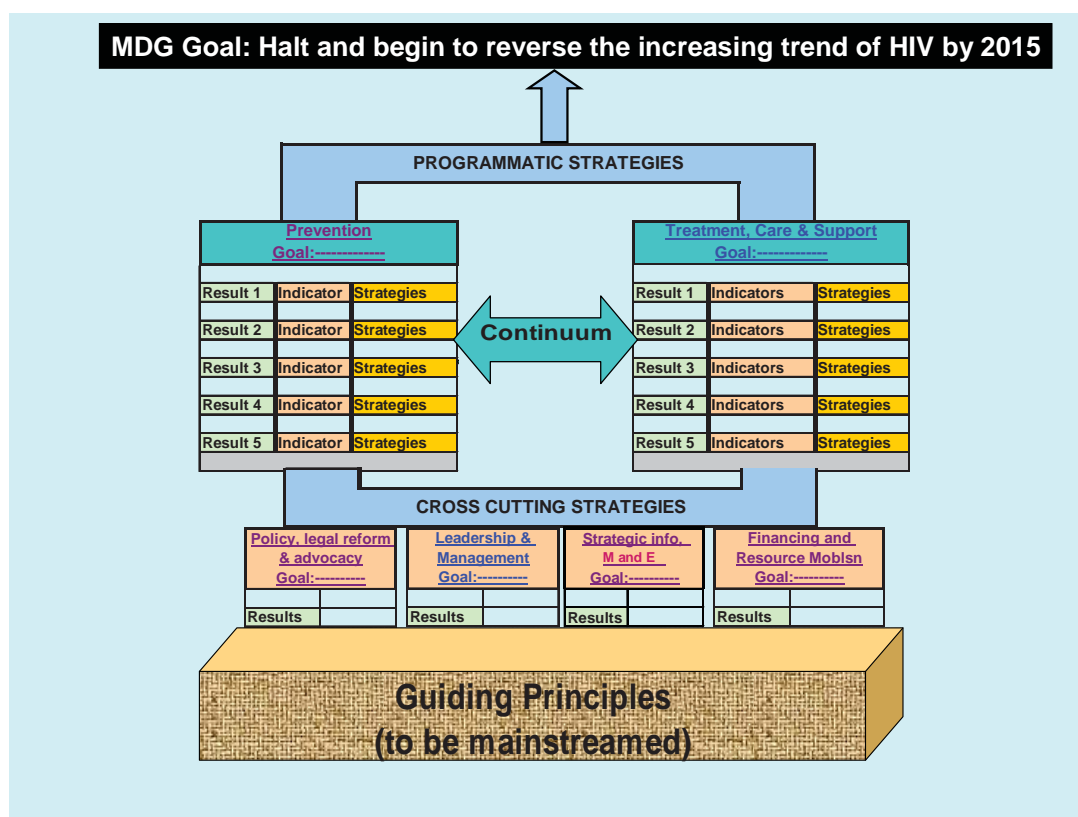 MDG Goal: Halt and begin to reverse the increasing trend of HIV by 2015
PROGRAMMATIC STRATEGIES
Prevention
Goal:-------------
Result 1 Indicator Strategies
Result 2 Indicator Strategies
Result 3 Indicator Strategies
Result 4 Indicator Strategies
Result 5 Indicator Strategies
Continuum
Treatment, Care & Support
Goal:-------------
Result 1 Indicators Strategies
Result 2 Indicators Strategies
Result 3 Indicators Strategies
Result 4 Indicators Strategies
Result 5 Indicators Strategies
CROSS CUTTING STRATEGIES
Policy, legal reform
& advocacy
Goal:----------
Results
Leadership &
Management
Goal:----------
Results
Strategic info,
M and E
Goal:----------
Results
Financing and
Resource Moblsn
Goal:----------
Results
Guiding Principles
(to be mainstreamed)